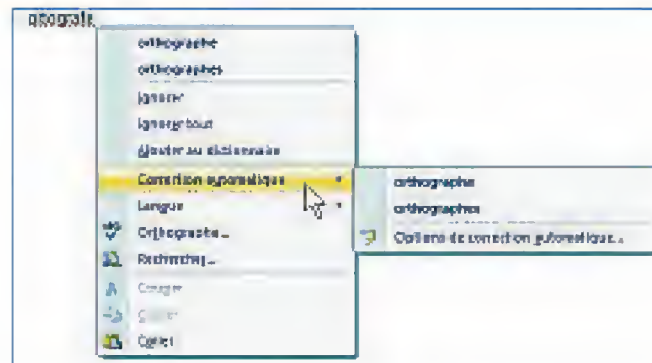 orthographe
orthographes
Ignorer
Ignorer tout
Ajouter au dictionnaire
Correction automatique
Langue
Orthographe...
Rechercher...
Couper
Copier
Coller
orthographe
orthographes
Options de correction automatique...